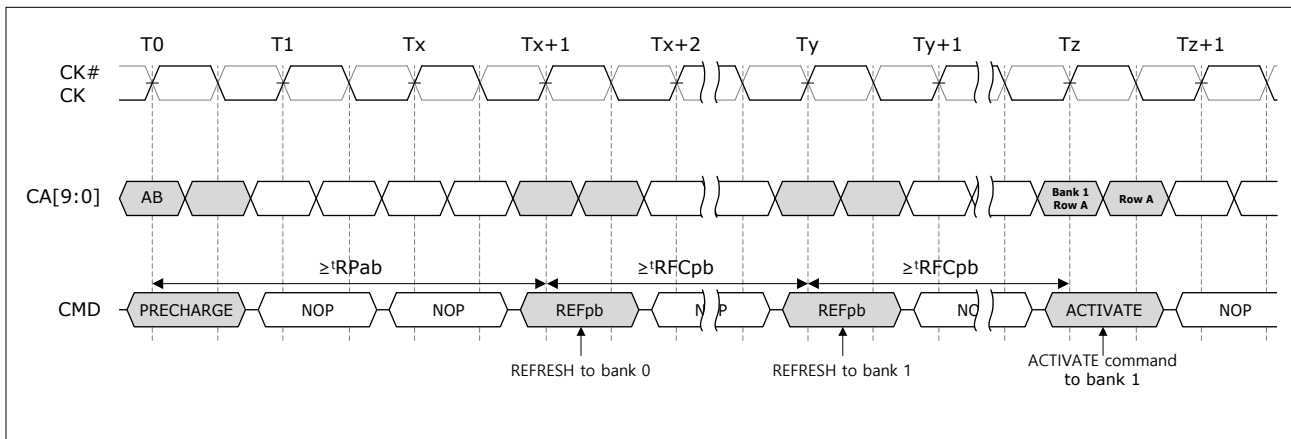 T0 T1 Tx Tx+1 Tx+2 Ty Ty+1 Tz Tz+1
CK#
CK
CA[9:0] AB Bank 1 Row A Row A
≥tRPab ≥tRFCpb ≥tRFCpb
CMD PRECHARGE NOP NOP REFpb REFpb ACTIVATE NOP
REFRESH to bank 0 REFRESH to bank 1 ACTIVATE command
to bank 1